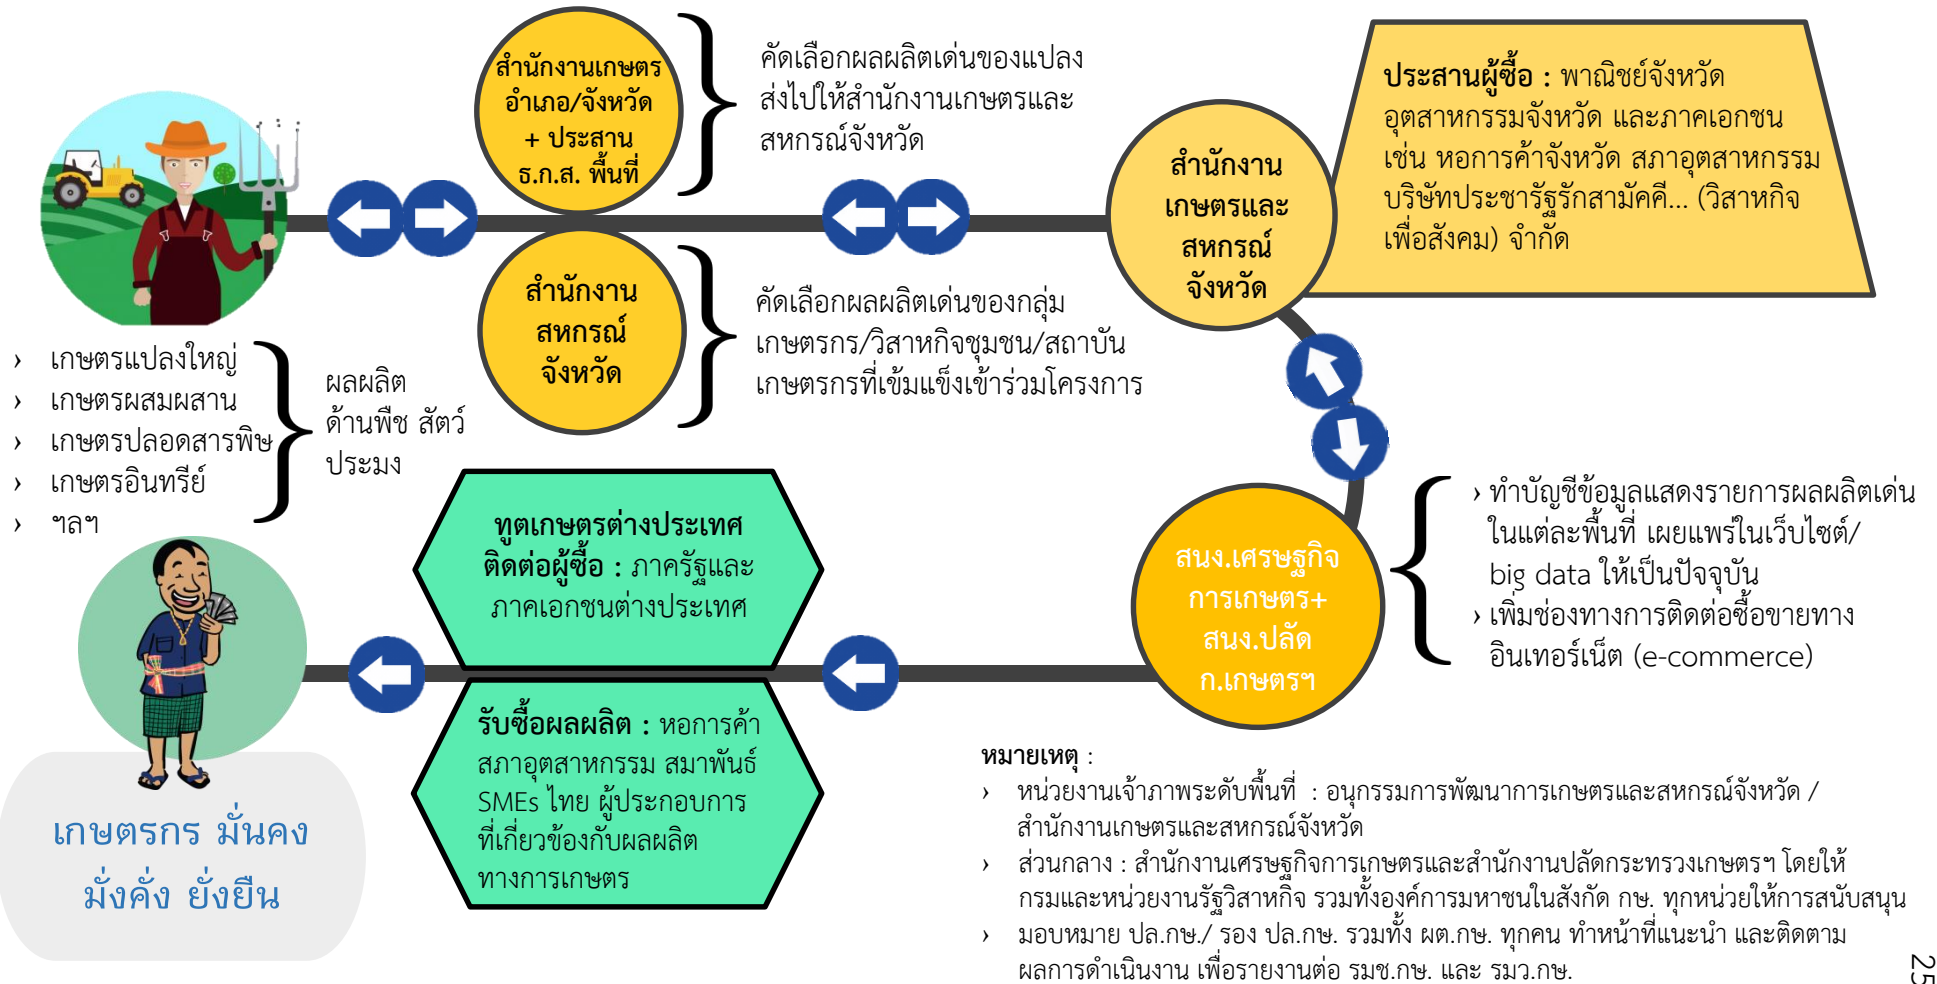 สำนักงานเกษตร
อำเภอ/จังหวัด
+ ประสาน
ธ.ก.ส. พื้นที่
คัดเลือกผลผลิตเด่นของแปลง
ส่งไปให้สำนักงานเกษตรและ
สหกรณ์จังหวัด
สำนักงาน
เกษตรและ
สหกรณ์
จังหวัด
ประสานผู้ซื้อ : พาณิชย์จังหวัด
อุตสาหกรรมจังหวัด และภาคเอกชน
เช่น หอการค้าจังหวัด สภาอุตสาหกรรม
บริษัทประชารัฐรักสามัคคี... (วิสาหกิจ
เพื่อสังคม) จำกัด
สำนักงาน
สหกรณ์
จังหวัด
คัดเลือกผลผลิตเด่นของกลุ่ม
เกษตรกร/วิสาหกิจชุมชน/สถาบัน
เกษตรกรที่เข้มแข็งเข้าร่วมโครงการ
› เกษตรแปลงใหญ่
› เกษตรผสมผสาน
› เกษตรปลอดสารพิษ
› เกษตรอินทรีย์
› ฯลฯ
ผลผลิต
ด้านพืช สัตว์
ประมง
ทูตเกษตรต่างประเทศ
ติดต่อผู้ซื้อ : ภาครัฐและ
ภาคเอกชนต่างประเทศ
สนง.เศรษฐกิจ
การเกษตร+
สนง.ปลัด
ก.เกษตรฯ
› ทำบัญชีข้อมูลแสดงรายการผลผลิตเด่น
ในแต่ละพื้นที่ เผยแพร่ในเว็บไซต์/
big data ให้เป็นปัจจุบัน
› เพิ่มช่องทางการติดต่อซื้อขายทาง
อินเทอร์เน็ต (e-commerce)
รับซื้อผลผลิต : หอการค้า
สภาอุตสาหกรรม สมาพันธ์
SMEs ไทย ผู้ประกอบการ
ที่เกี่ยวข้องกับผลผลิต
ทางการเกษตร
เกษตรกร มั่นคง
มั่งคั่ง ยั่งยืน
หมายเหตุ :
› หน่วยงานเจ้าภาพระดับพื้นที่ : อนุกรรมการพัฒนาการเกษตรและสหกรณ์จังหวัด /
สำนักงานเกษตรและสหกรณ์จังหวัด
› ส่วนกลาง : สำนักงานเศรษฐกิจการเกษตรและสำนักงานปลัดกระทรวงเกษตรฯ โดยให้
กรมและหน่วยงานรัฐวิสาหกิจ รวมทั้งองค์การมหาชนในสังกัด กษ. ทุกหน่วยให้การสนับสนุน
› มอบหมาย ปล.กษ./ รอง ปล.กษ. รวมทั้ง ผต.กษ. ทุกคน ทำหน้าที่แนะนำ และติดตาม
ผลการดำเนินงาน เพื่อรายงานต่อ รมช.กษ. และ รมว.กษ.
25